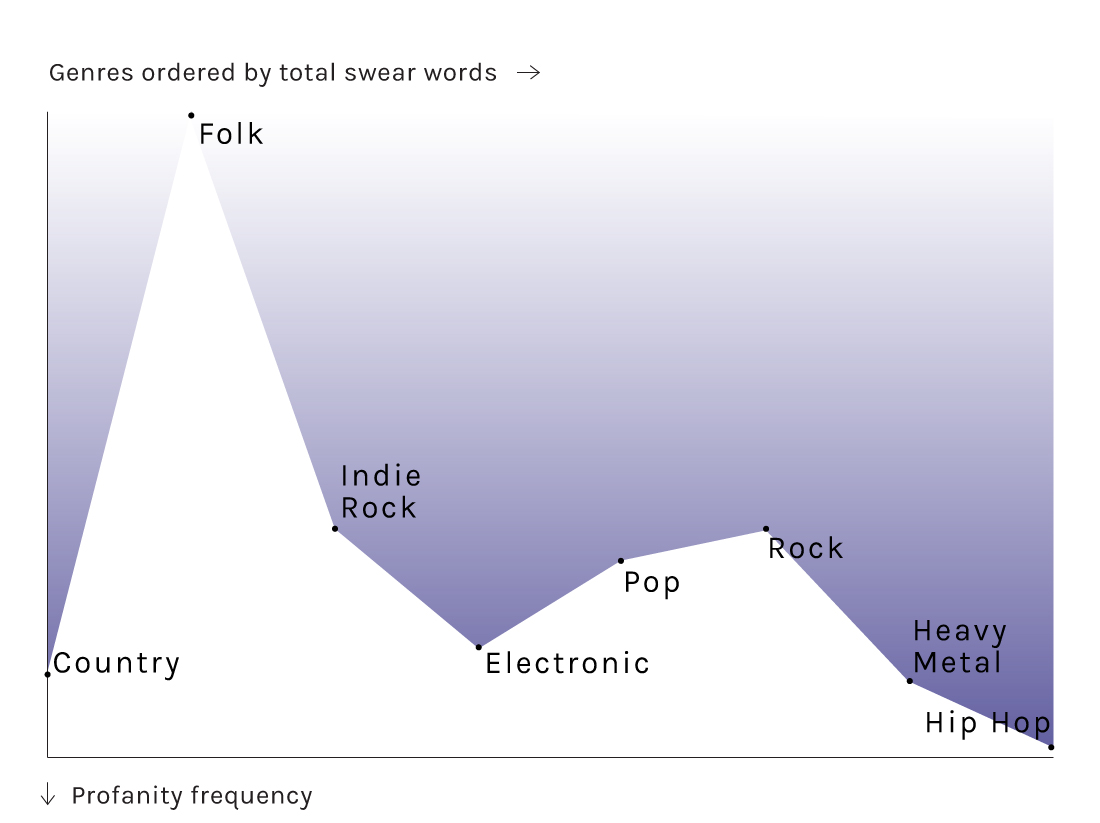 Genres ordered by total swear words →
Folk
Indie
Rock
Rock
Pop
Heavy
Metal
Country
Electronic
Hip Hop
↓ Profanity frequency